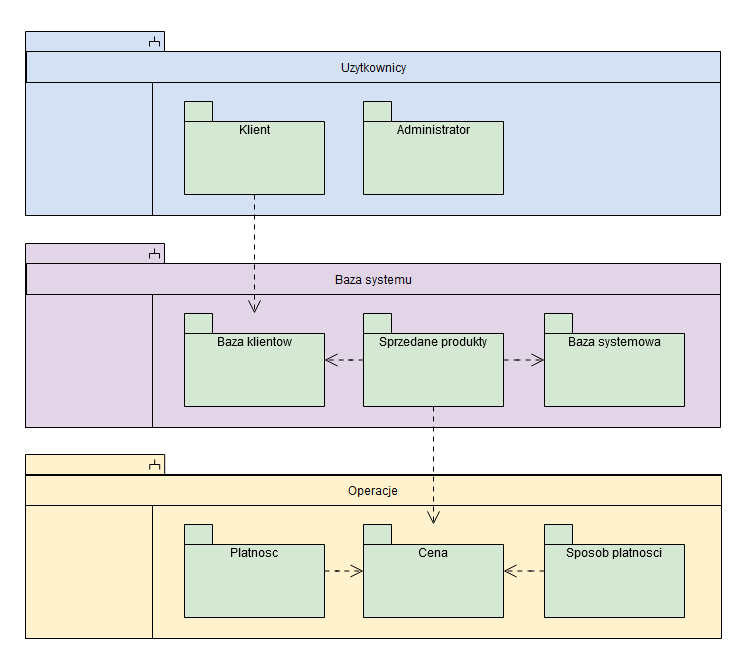 Uzytkownicy
Klient
Administrator
Baza systemu
Baza klientow
Sprzedane produkty
Baza systemowa
Operacje
Platnosc
Cena
Sposob platnosci